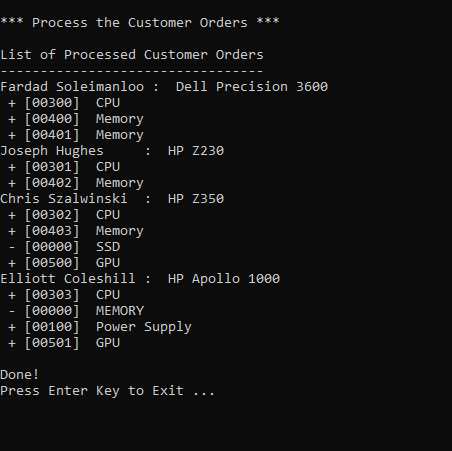 *** Process the Customer Orders ***
List of Processed Customer Orders
---------------------------------
Fardad Soleimanloo :  Dell Precision 3600
 + [00300]  CPU
 + [00400]  Memory
 + [00401]  Memory
Joseph Hughes     :  HP Z230
 + [00301]  CPU
 + [00402]  Memory
Chris Szalwinski  :  HP Z350
 + [00302]  CPU
 + [00403]  Memory
 - [00000]  SSD
 + [00500]  GPU
Elliott Coleshill :  HP Apollo 1000
 + [00303]  CPU
 - [00000]  MEMORY
 + [00100]  Power Supply
 + [00501]  GPU
Done!
Press Enter Key to Exit ...